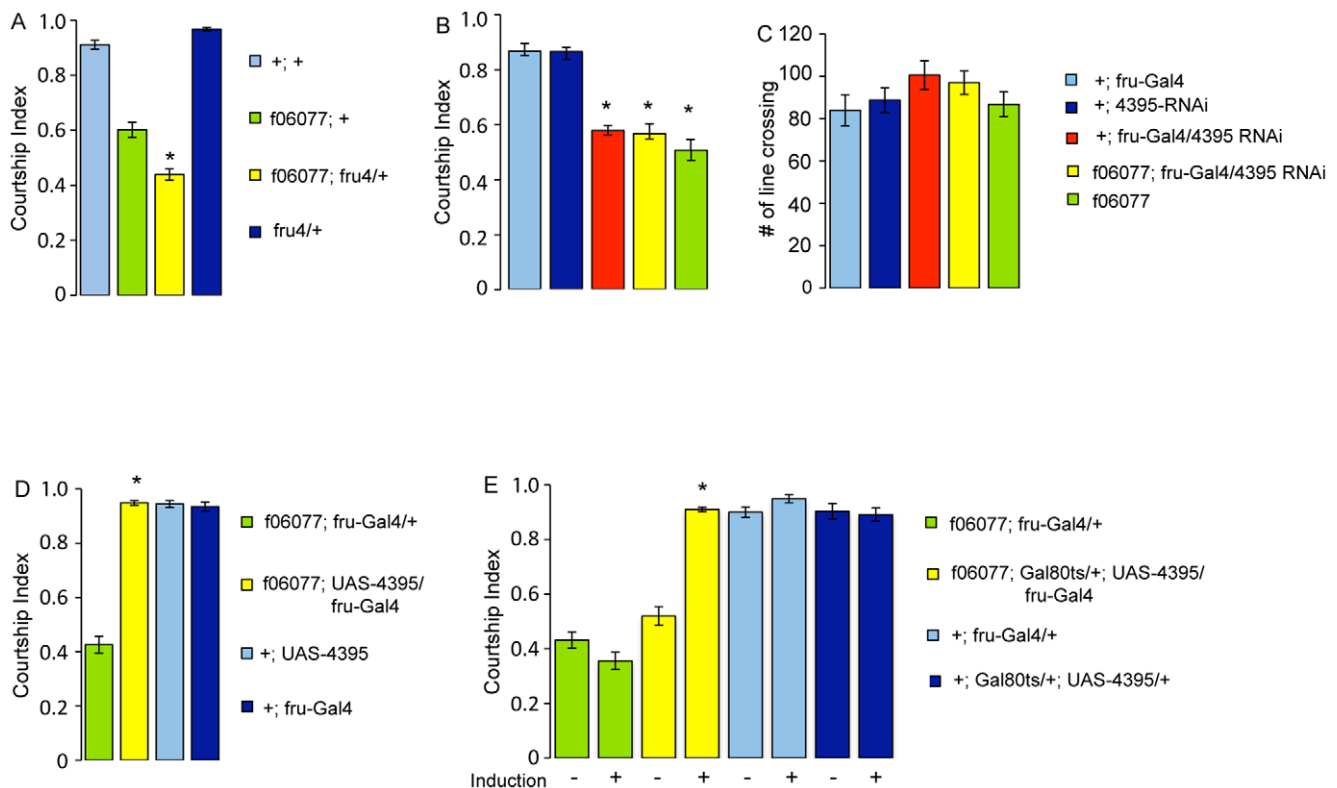 A
Courtship Index
1.0
0.8
0.6
0.4
0.2
0
*
+; +
f06077; +
f06077; fru4/+
fru4/+
B
Courtship Index
1.0
0.8
0.6
0.4
0.2
0
* * *
C
# of line crossing
120
100
80
60
40
20
0
+; fru-Gal4
+; 4395-RNAi
+; fru-Gal4/4395 RNAi
f06077; fru-Gal4/4395 RNAi
f06077
D
Courtship Index
1.0
0.8
0.6
0.4
0.2
0
*
f06077; fru-Gal4/+
f06077; UAS-4395/
fru-Gal4
+; UAS-4395
+; fru-Gal4
E
Courtship Index
1.0
0.8
0.6
0.4
0.2
0
*
Induction - + - + - + - +
f06077; fru-Gal4/+
f06077; Gal80ts/+; UAS-4395/
fru-Gal4
+; fru-Gal4/+
+; Gal80ts/+; UAS-4395/+